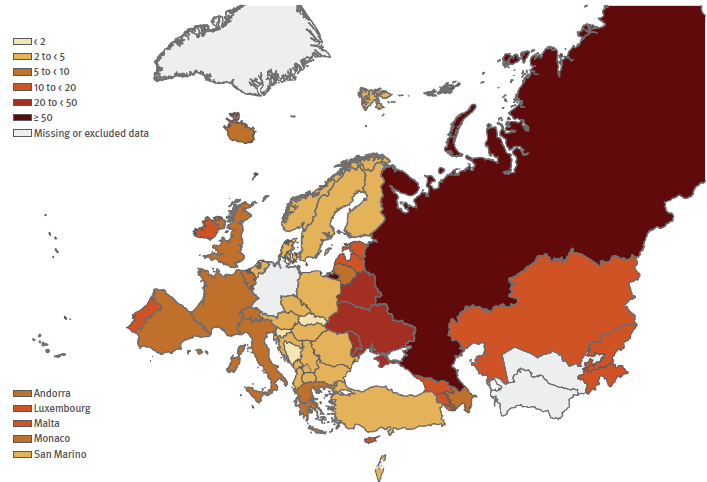 < 2
2 to < 5
5 to < 10
10 to < 20
20 to < 50
≥ 50
Missing or excluded data
Andorra
Luxembourg
Malta
Monaco
San Marino